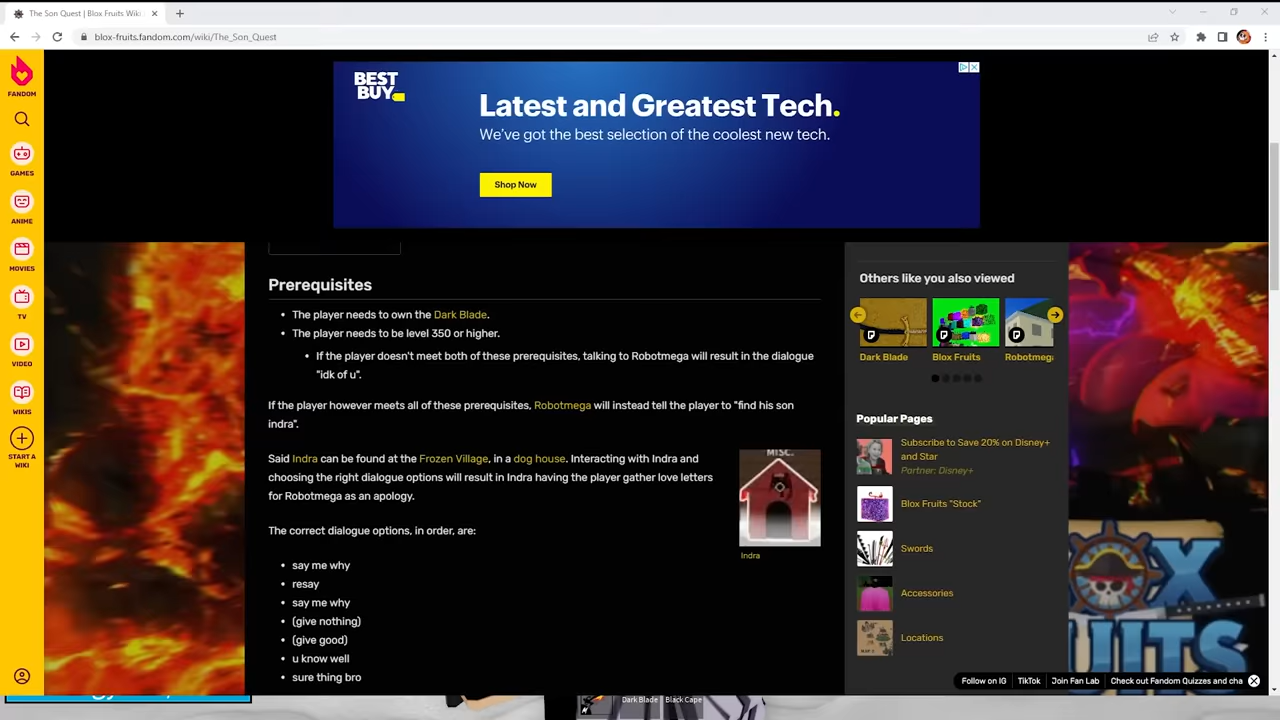 The Son Quest | Blox Fruits Wiki
blox-fruits.fandom.com/wiki/The_Son_Quest
FANDOM
GAMES
ANIME
MOVIES
TV
VIDEO
WIKIS
START A
WIKI
BEST
BUY
Latest and Greatest Tech.
We've got the best selection of the coolest new tech.
Shop Now
Prerequisites
The player needs to own the Dark Blade.
The player needs to be level 350 or higher.
If the player doesn't meet both of these prerequisites, talking to Robotmega will result in the dialogue
"idk of u".
If the player however meets all of these prerequisites, Robotmega will instead tell the player to "find his son
indra".
Said Indra can be found at the Frozen Village, in a dog house. Interacting with Indra and
choosing the right dialogue options will result in Indra having the player gather love letters
for Robotmega as an apology.
MISC.
Indra
The correct dialogue options, in order, are:
say me why
resay
say me why
(give nothing)
(give good)
u know well
sure thing bro
Others like you also viewed
Dark Blade
Blox Fruits
Robotmega
Popular Pages
Subscribe to Save 20% on Disney+
and Star
Partner: Disney+
Blox Fruits "Stock"
Swords
Accessories
Locations
Follow on IG
TikTok
Join Fan Lab
Check out Fandom Quizzes and cha
Dark Blade
Black Cape